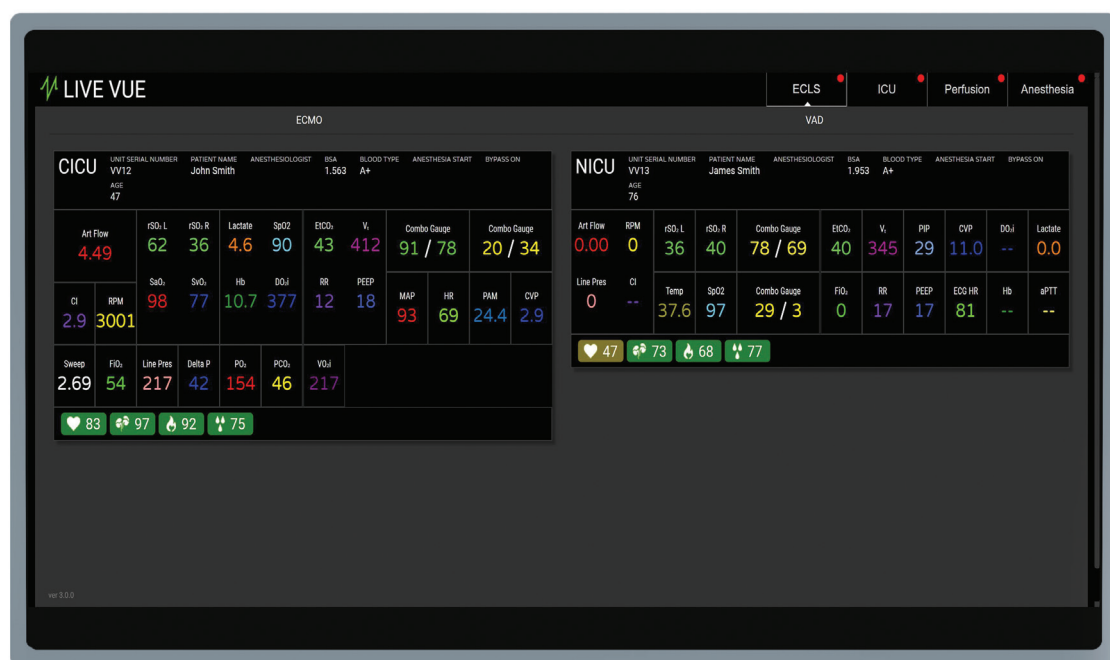 LIVE VUE
ECLS ICU Perfusion Anesthesia
ECMO VAD
CICU
UNIT SERIAL NUMBER PATIENT NAME ANESTHESIOLOGIST BSA BLOOD TYPE ANESTHESIA START BYPASS ON
VV12 John Smith 1.563 A+
AGE
47
Art Flow rSO₂ L rSO₂ R Lactate SpO2 EtCO₂ Vₜ Combo Gauge Combo Gauge
4.49 62 36 4.6 90 43 412 91 / 78 20 / 34
SaO₂ SvO₂ Hb DO₂i RR PEEP
98 77 10.7 377 12 18
CI RPM MAP HR PAM CVP
2.9 3001 93 69 24.4 2.9
Sweep FiO₂ Line Pres Delta P PO₂ PCO₂ VO₂i
2.69 54 217 42 154 46 217
83 97 92 75
NICU
UNIT SERIAL NUMBER PATIENT NAME ANESTHESIOLOGIST BSA BLOOD TYPE ANESTHESIA START BYPASS ON
VV13 James Smith 1.953 A+
AGE
76
Art Flow RPM rSO₂ L rSO₂ R Combo Gauge EtCO₂ Vₜ PIP CVP DO₂i Lactate
0.00 0 36 40 78 / 69 40 345 29 11.0 -- 0.0
Line Pres CI Temp SpO2 Combo Gauge FiO₂ RR PEEP ECG HR Hb aPTT
0 -- 37.6 97 29 / 3 0 17 17 81 -- --
47 73 68 77
ver 3.0.0